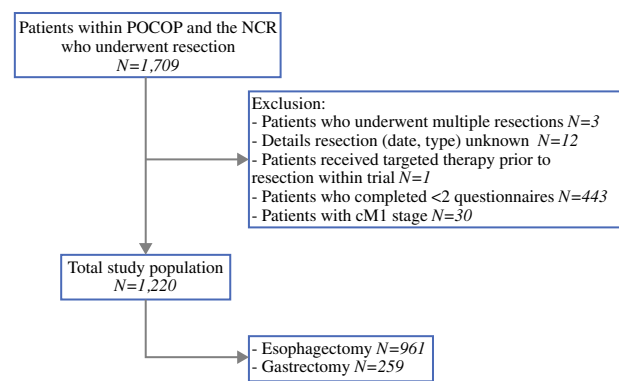 Patients within POCOP and the NCR
who underwent resection
N=1,709
Exclusion:
- Patients who underwent multiple resections N=3
- Details resection (date, type) unknown N=12
- Patients received targeted therapy prior to
resection within trial N=1
- Patients who completed <2 questionnaires N=443
- Patients with cM1 stage N=30
Total study population
N=1,220
- Esophagectomy N=961
- Gastrectomy N=259